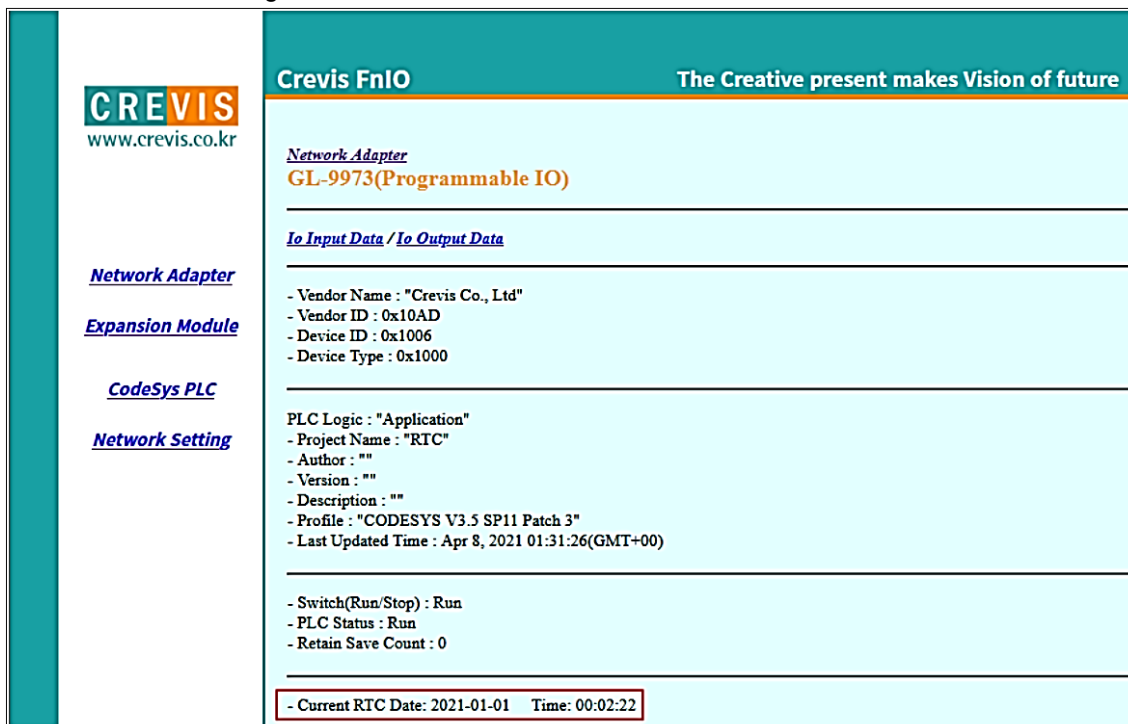 Crevis FnIO The Creative present makes Vision of future
CREVIS
www.crevis.co.kr
Network Adapter
GL-9973(Programmable IO)
Io Input Data / Io Output Data
Network Adapter
Expansion Module
CodeSys PLC
Network Setting
- Vendor Name : "Crevis Co., Ltd"
- Vendor ID : 0x10AD
- Device ID : 0x1006
- Device Type : 0x1000
PLC Logic : "Application"
- Project Name : "RTC"
- Author : ""
- Version : ""
- Description : ""
- Profile : "CODESYS V3.5 SP11 Patch 3"
- Last Updated Time : Apr 8, 2021 01:31:26(GMT+00)
- Switch(Run/Stop) : Run
- PLC Status : Run
- Retain Save Count : 0
- Current RTC Date: 2021-01-01 Time: 00:02:22